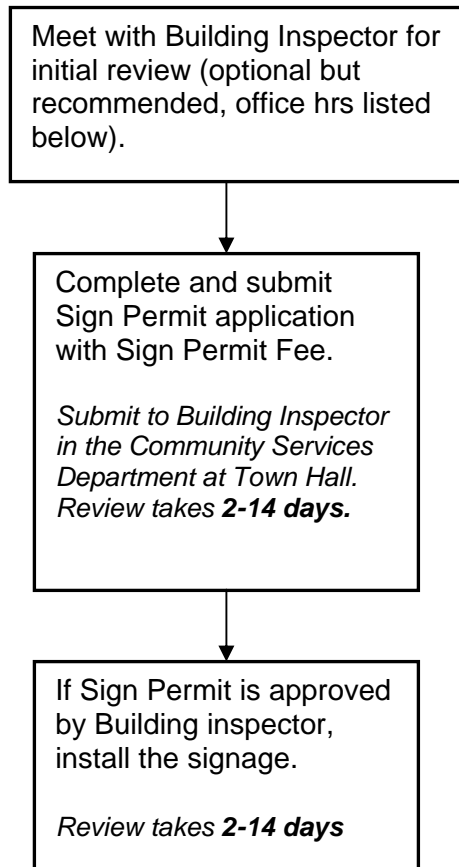 Meet with Building Inspector for
initial review (optional but
recommended, office hrs listed
below).
Complete and submit
Sign Permit application
with Sign Permit Fee.
Submit to Building Inspector
in the Community Services
Department at Town Hall.
Review takes 2-14 days.
If Sign Permit is approved
by Building inspector,
install the signage.
Review takes 2-14 days